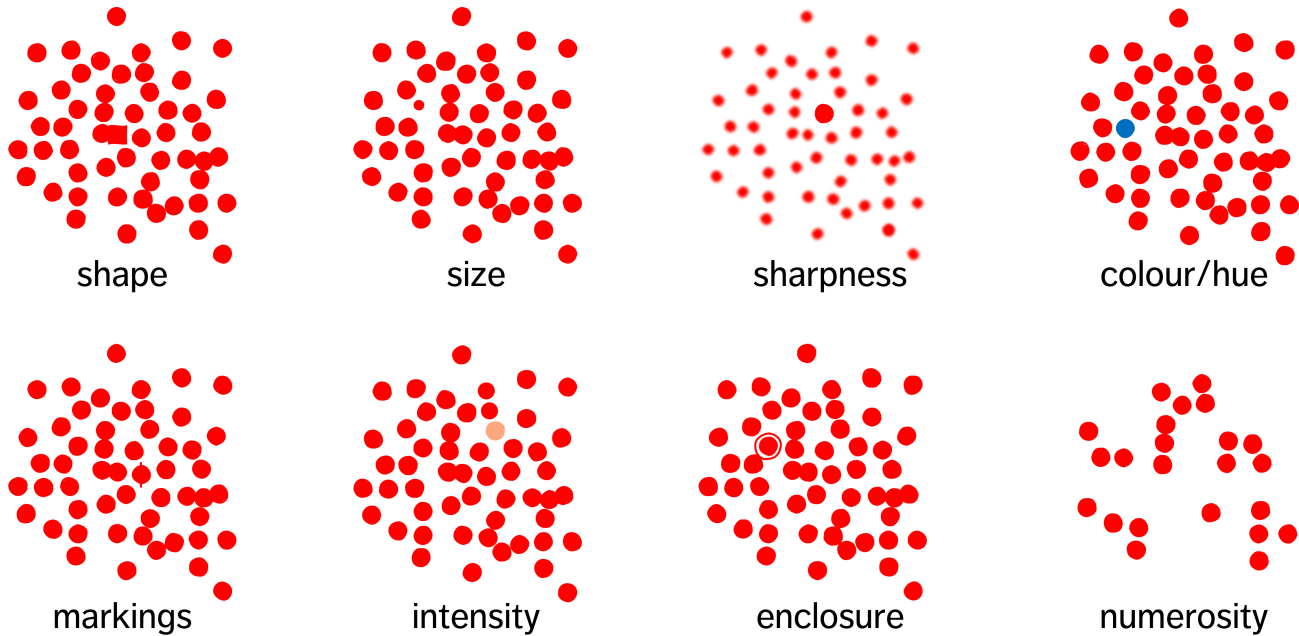 shape
size
sharpness
colour/hue
markings
intensity
enclosure
numerosity